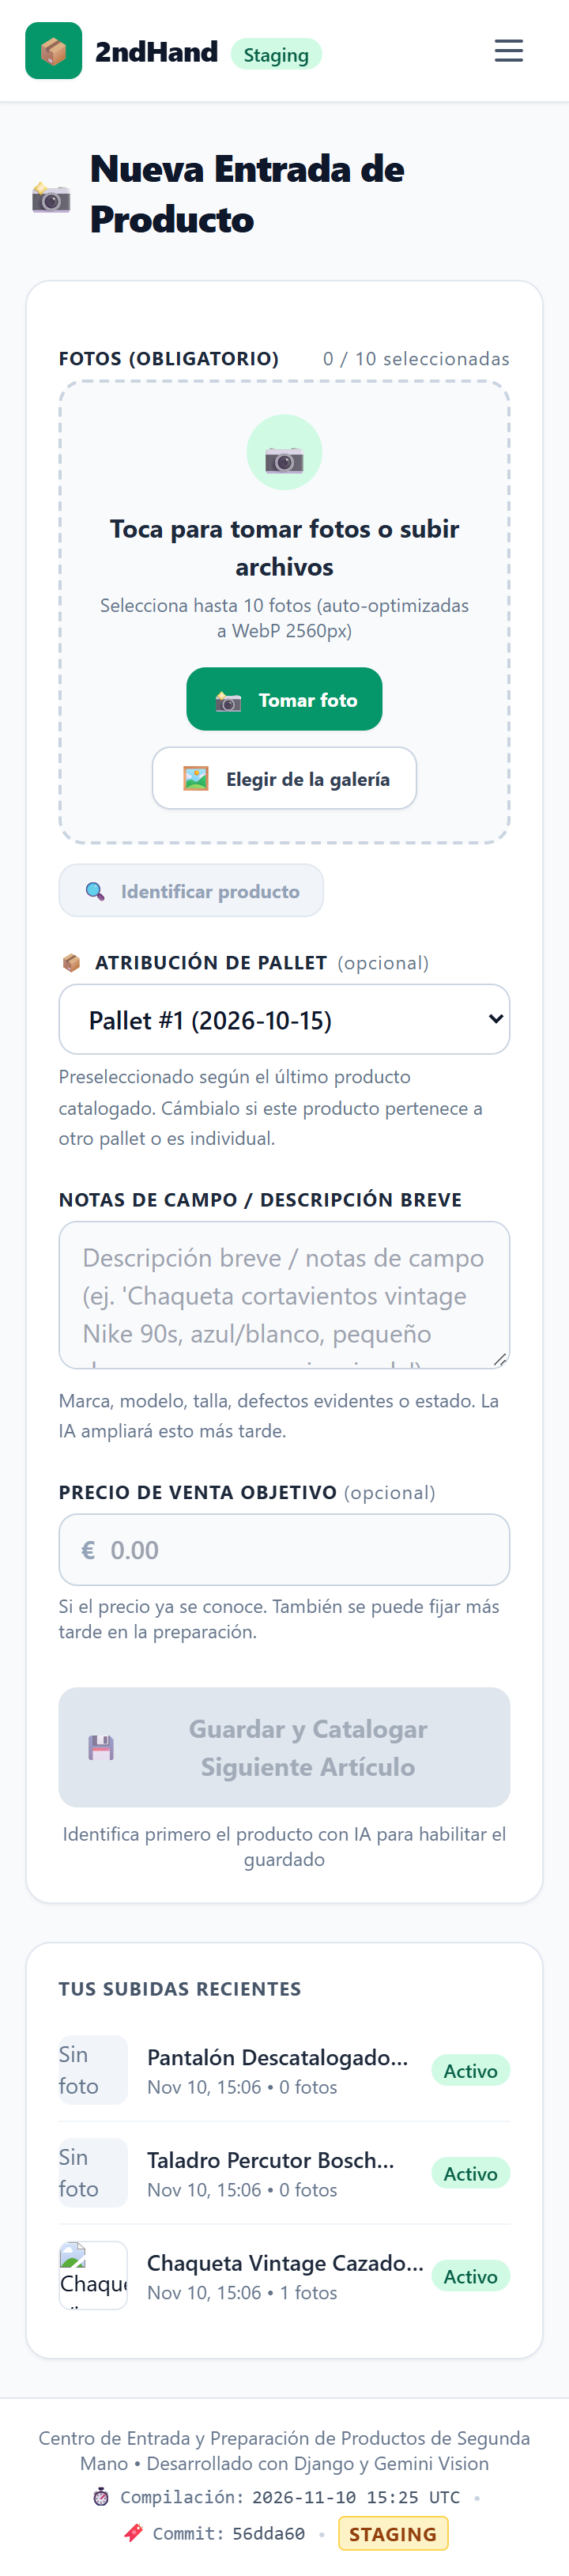 2ndHand Staging
Nueva Entrada de
Producto
FOTOS (OBLIGATORIO) 0 / 10 seleccionadas
Toca para tomar fotos o subir
archivos
Selecciona hasta 10 fotos (auto-optimizadas
a WebP 2560px)
Tomar foto
Elegir de la galería
Identificar producto
ATRIBUCIÓN DE PALLET (opcional)
Pallet #1 (2026-10-15)
Preseleccionado según el último producto
catalogado. Cámbialo si este producto pertenece a
otro pallet o es individual.
NOTAS DE CAMPO / DESCRIPCIÓN BREVE
Descripción breve / notas de campo
(ej. 'Chaqueta cortavientos vintage
Nike 90s, azul/blanco, pequeño
Marca, modelo, talla, defectos evidentes o estado. La
IA ampliará esto más tarde.
PRECIO DE VENTA OBJETIVO (opcional)
€ 0.00
Si el precio ya se conoce. También se puede fijar más
tarde en la preparación.
Guardar y Catalogar
Siguiente Artículo
Identifica primero el producto con IA para habilitar el
guardado
TUS SUBIDAS RECIENTES
Sin
foto
Pantalón Descatalogado...
Nov 10, 15:06 • 0 fotos
Activo
Sin
foto
Taladro Percutor Bosch...
Nov 10, 15:06 • 0 fotos
Activo
Chaque
Chaqueta Vintage Cazado...
Nov 10, 15:06 • 1 fotos
Activo
Centro de Entrada y Preparación de Productos de Segunda
Mano • Desarrollado con Django y Gemini Vision
Compilación: 2026-11-10 15:25 UTC •
Commit: 56dda60 • STAGING